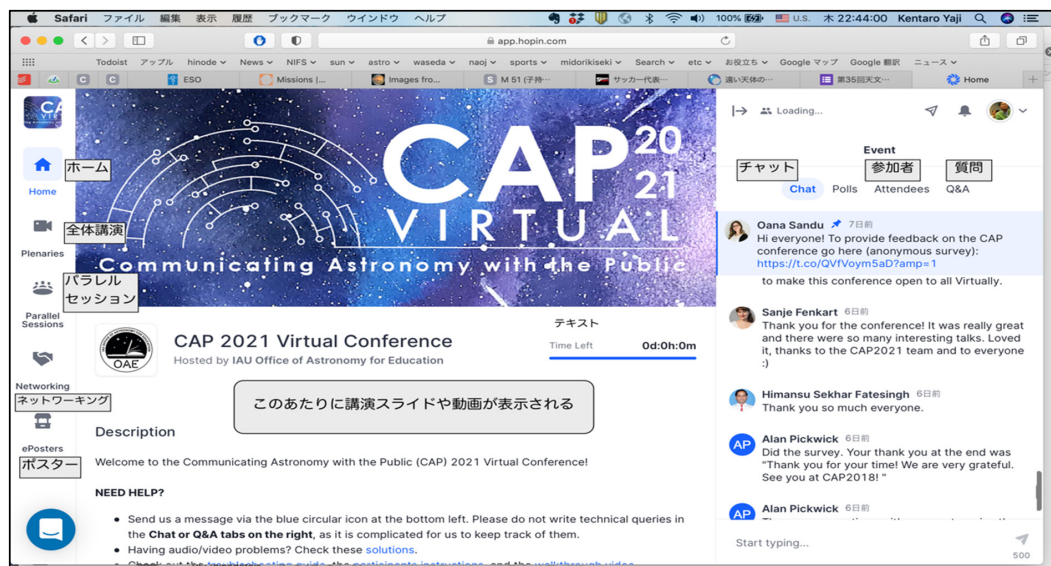 Safari ファイル 編集 表示 履歴 ブックマーク ウインドウ ヘルプ 100% U.S. 木 22:44:00 Kentaro Yaji
app.hopin.com
Todoist アップル hinode News NIFS sun astro waseda naoj sports midorikiseki Search etc お役立ち Google マップ Google 翻訳 ニュース
C C ESO Missions |... Images fro... S M 51 (子持… サッカー代表… 遠い天体の… 第35回天文… Home
ホーム
Home
全体講演
Plenaries
パラレル
セッション
Parallel
Sessions
Networking
ネットワーキング
ePosters
ポスター
CAP 20
21
VIRTUAL
Communicating Astronomy with the Public
OAE
CAP 2021 Virtual Conference
Hosted by IAU Office of Astronomy for Education
テキスト
Time Left 0d:0h:0m
このあたりに講演スライドや動画が表示される
Description
Welcome to the Communicating Astronomy with the Public (CAP) 2021 Virtual Conference!
NEED HELP?
• Send us a message via the blue circular icon at the bottom left. Please do not write technical queries in
the Chat or Q&A tabs on the right, as it is complicated for us to keep track of them.
• Having audio/video problems? Check these solutions.
• Check out the troubleshooting guide, the participants instructions, and the walkthrough video.
Loading...
Event
チャット 参加者 質問
Chat Polls Attendees Q&A
Oana Sandu 7日前
Hi everyone! To provide feedback on the CAP
conference go here (anonymous survey):
https://t.co/QVfVoym5aD?amp=1
to make this conference open to all Virtually.
Sanje Fenkart 6日前
Thank you for the conference! It was really great
and there were so many interesting talks. Loved
it, thanks to the CAP2021 team and to everyone
:)
Himansu Sekhar Fatesingh 6日前
Thank you so much everyone.
AP Alan Pickwick 6日前
Did the survey. Your thank you at the end was
"Thank you for your time! We are very grateful.
See you at CAP2018! "
AP Alan Pickwick 6日前
Start typing...
500